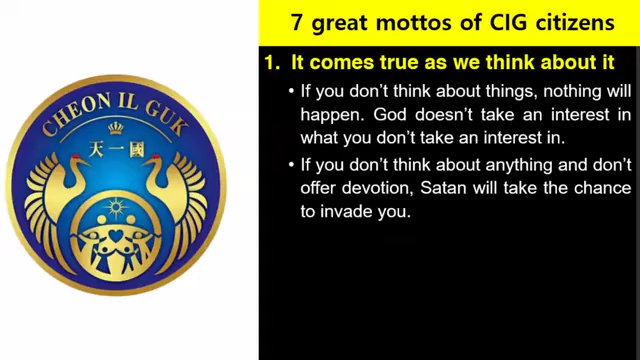 CHEON IL GUK
天一國
7 great mottos of CIG citizens
1. It comes true as we think about it
• If you don't think about things, nothing will
happen. God doesn't take an interest in
what you don't take an interest in.
• If you don't think about anything and don't
offer devotion, Satan will take the chance
to invade you.